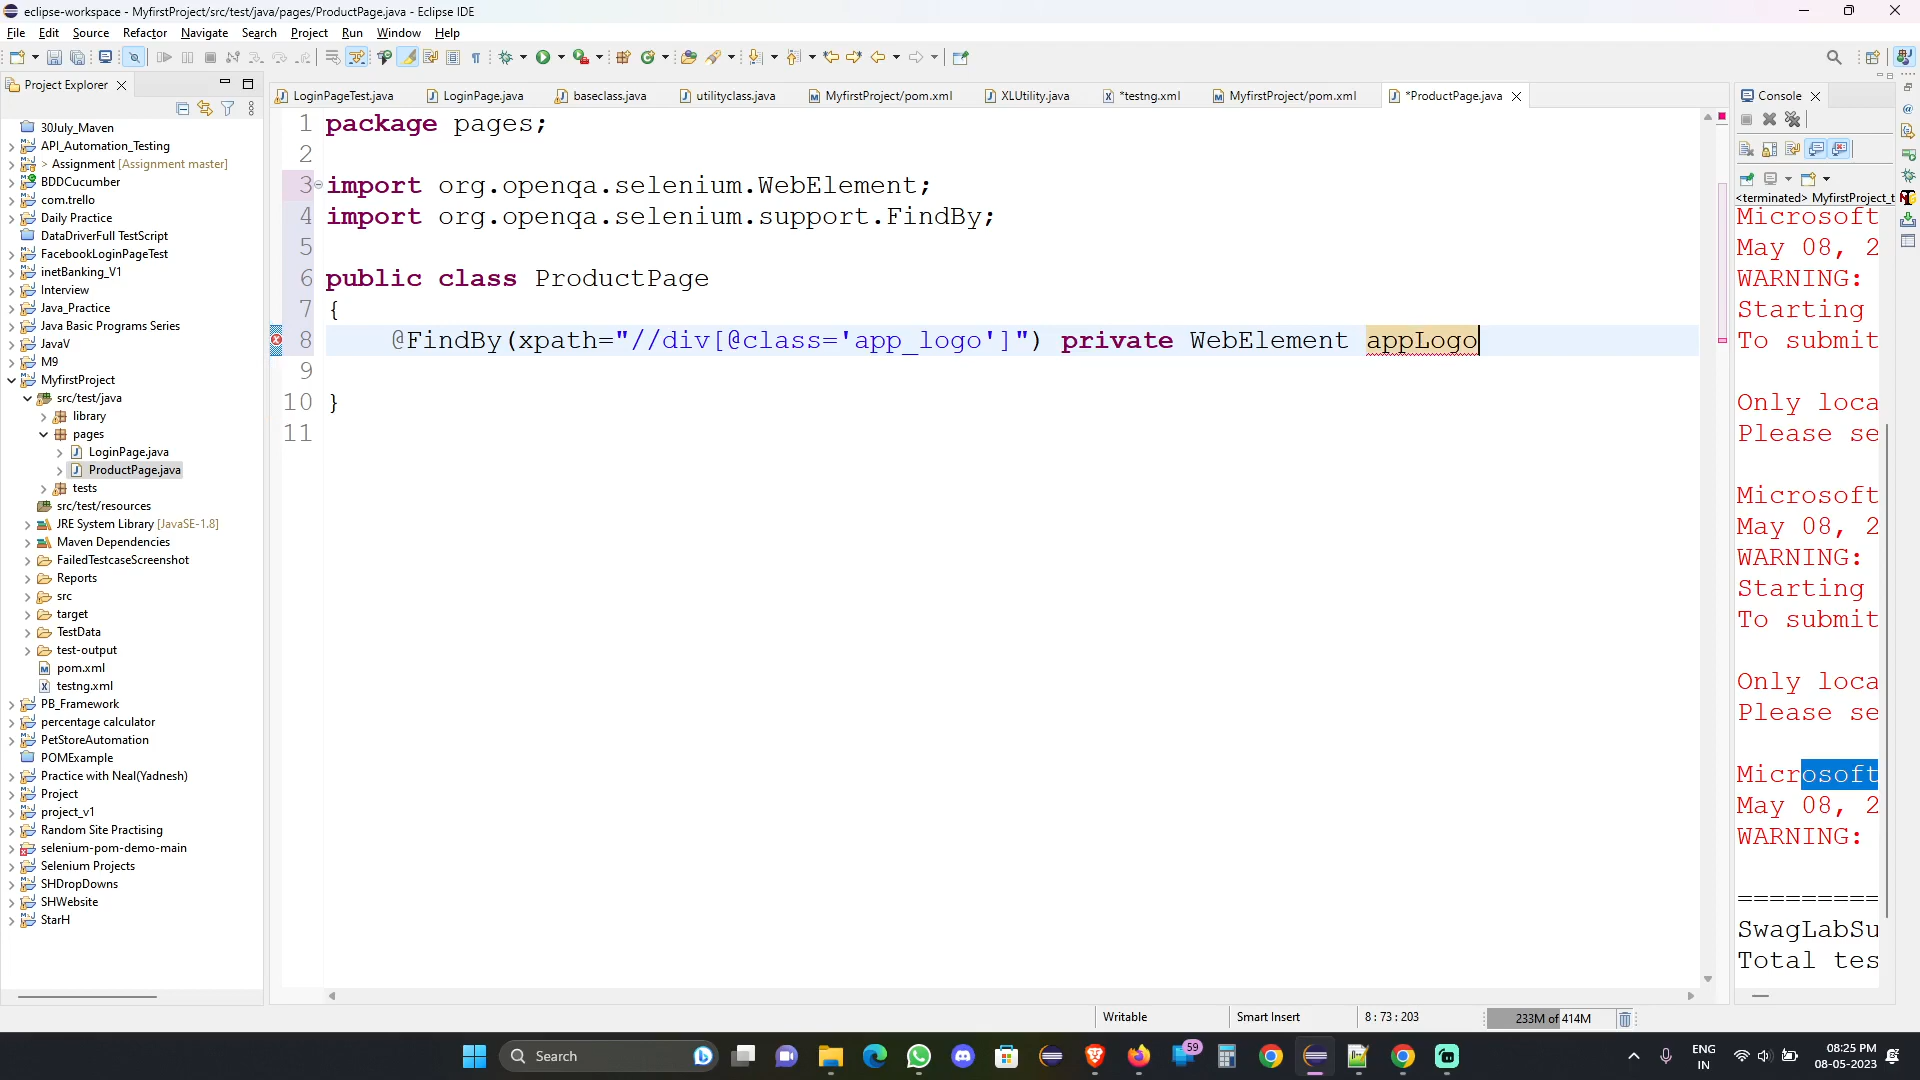 eclipse-workspace - MyfirstProject/src/test/java/pages/ProductPage.java - Eclipse IDE
File Edit Source Refactor Navigate Search Project Run Window Help
Project Explorer
LoginPageTest.java LoginPage.java baseclass.java utilityclass.java MyfirstProject/pom.xml XLUtility.java *testng.xml MyfirstProject/pom.xml *ProductPage.java
Console
30July_Maven
API_Automation_Testing
> Assignment [Assignment master]
BDDCucumber
com.trello
Daily Practice
DataDriverFull TestScript
FacebookLoginPageTest
inetBanking_V1
Interview
Java_Practice
Java Basic Programs Series
JavaV
M9
MyfirstProject
src/test/java
library
pages
LoginPage.java
ProductPage.java
tests
src/test/resources
JRE System Library [JavaSE-1.8]
Maven Dependencies
FailedTestcaseScreenshot
Reports
src
target
TestData
test-output
pom.xml
testng.xml
PB_Framework
percentage calculator
PetStoreAutomation
POMExample
Practice with Neal(Yadnesh)
Project
project_v1
Random Site Practising
selenium-pom-demo-main
Selenium Projects
SHDropDowns
SHWebsite
StarH
1 package pages;
2
3 import org.openqa.selenium.WebElement;
4 import org.openqa.selenium.support.FindBy;
5
6 public class ProductPage
7 {
8 @FindBy(xpath="//div[@class='app_logo']") private WebElement appLogo
9
10 }
11
<terminated> MyfirstProject_t
Microsoft
May 08, 2
WARNING:
Starting
To submit
Only loca
Please se
Microsoft
May 08, 2
WARNING:
Starting
To submit
Only loca
Please se
Microsoft
May 08, 2
WARNING:
=========
SwagLabSu
Total tes
Writable Smart Insert 8 : 73 : 203 233M of 414M
Search
59
ENG
IN
08:25 PM
08-05-2023